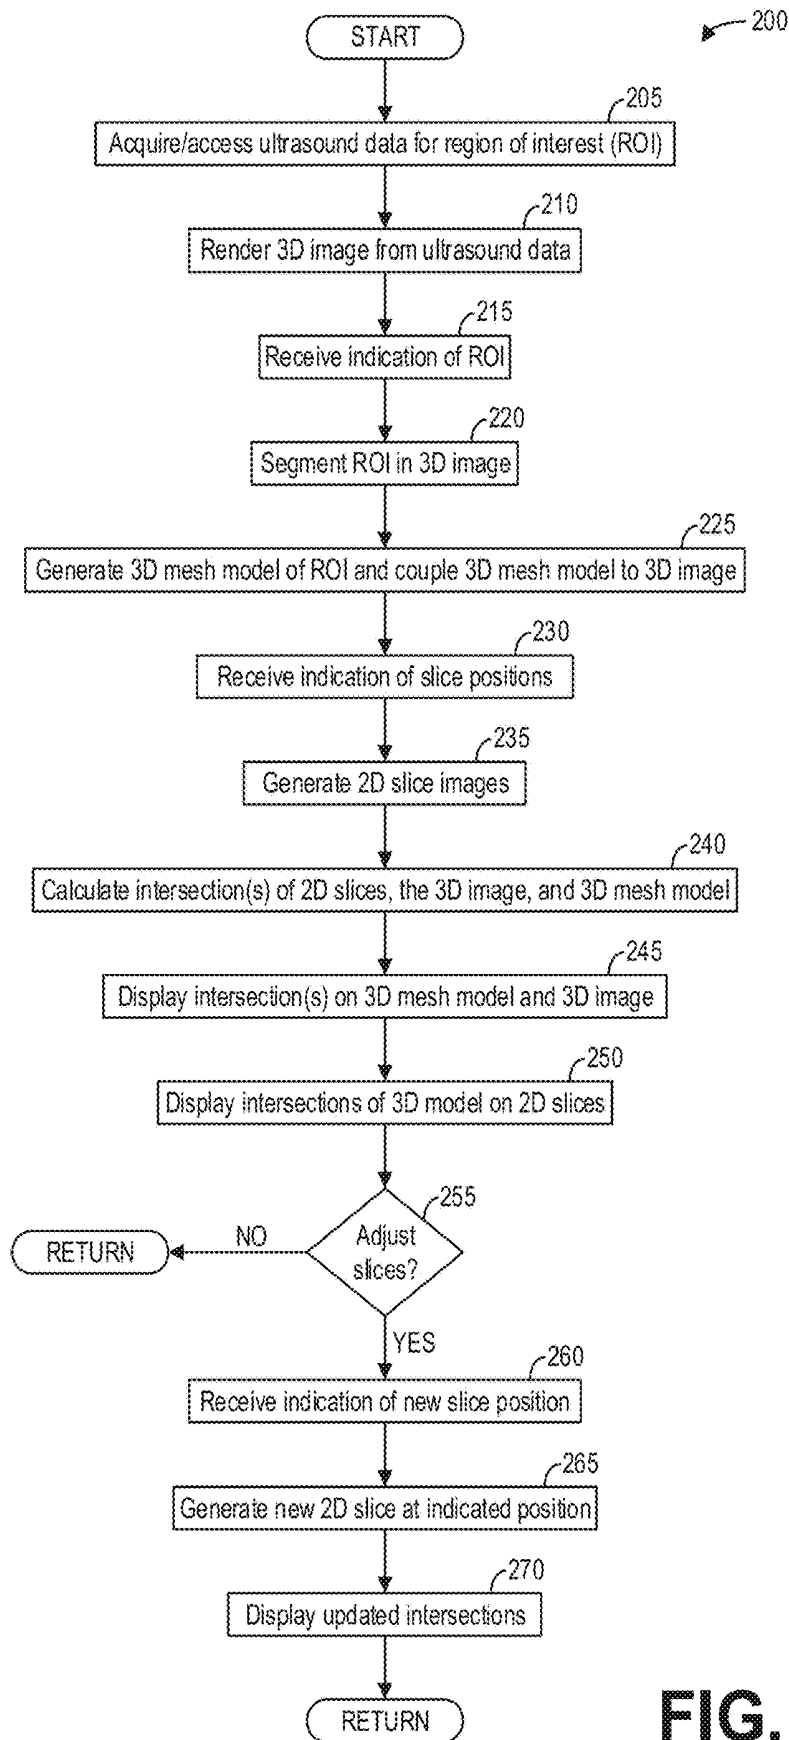 START
200
205
Acquire/access ultrasound data for region of interest (ROI)
210
Render 3D image from ultrasound data
215
Receive indication of ROI
220
Segment ROI in 3D image
225
Generate 3D mesh model of ROI and couple 3D mesh model to 3D image
230
Receive indication of slice positions
235
Generate 2D slice images
240
Calculate intersection(s) of 2D slices, the 3D image, and 3D mesh model
245
Display intersection(s) on 3D mesh model and 3D image
250
Display intersections of 3D model on 2D slices
255
Adjust
slices?
NO
RETURN
YES
260
Receive indication of new slice position
265
Generate new 2D slice at indicated position
270
Display updated intersections
RETURN
FIG.